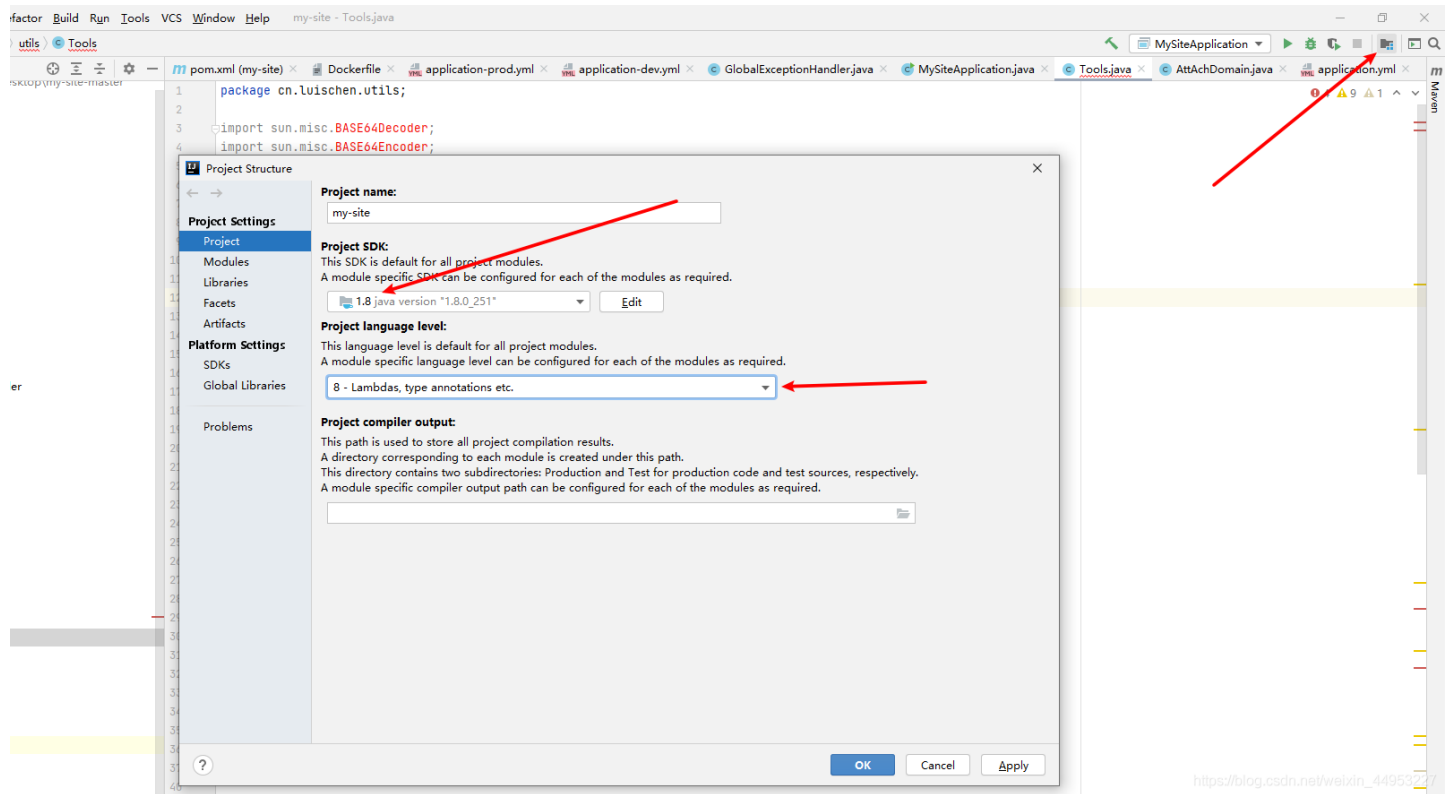 efactor Build Run Tools VCS Window Help my-site - Tools.java
utils Tools
MySiteApplication
pom.xml (my-site) Dockerfile application-prod.yml application-dev.yml GlobalExceptionHandler.java MySiteApplication.java Tools.java AttAchDomain.java application.yml
Maven
esktop\my-site-master
9 1
1 package cn.luischen.utils;
2
3 import sun.misc.BASE64Decoder;
4 import sun.misc.BASE64Encoder;
Project Structure
Project Settings
Project
Modules
Libraries
Facets
Artifacts
Platform Settings
SDKs
Global Libraries
Problems
Project name:
my-site
Project SDK:
This SDK is default for all project modules.
A module specific SDK can be configured for each of the modules as required.
1.8 java version "1.8.0_251"
Edit
Project language level:
This language level is default for all project modules.
A module specific language level can be configured for each of the modules as required.
8 - Lambdas, type annotations etc.
Project compiler output:
This path is used to store all project compilation results.
A directory corresponding to each module is created under this path.
This directory contains two subdirectories: Production and Test for production code and test sources, respectively.
A module specific compiler output path can be configured for each of the modules as required.
er
?
OK Cancel Apply
https://blog.csdn.net/weixin_44953227